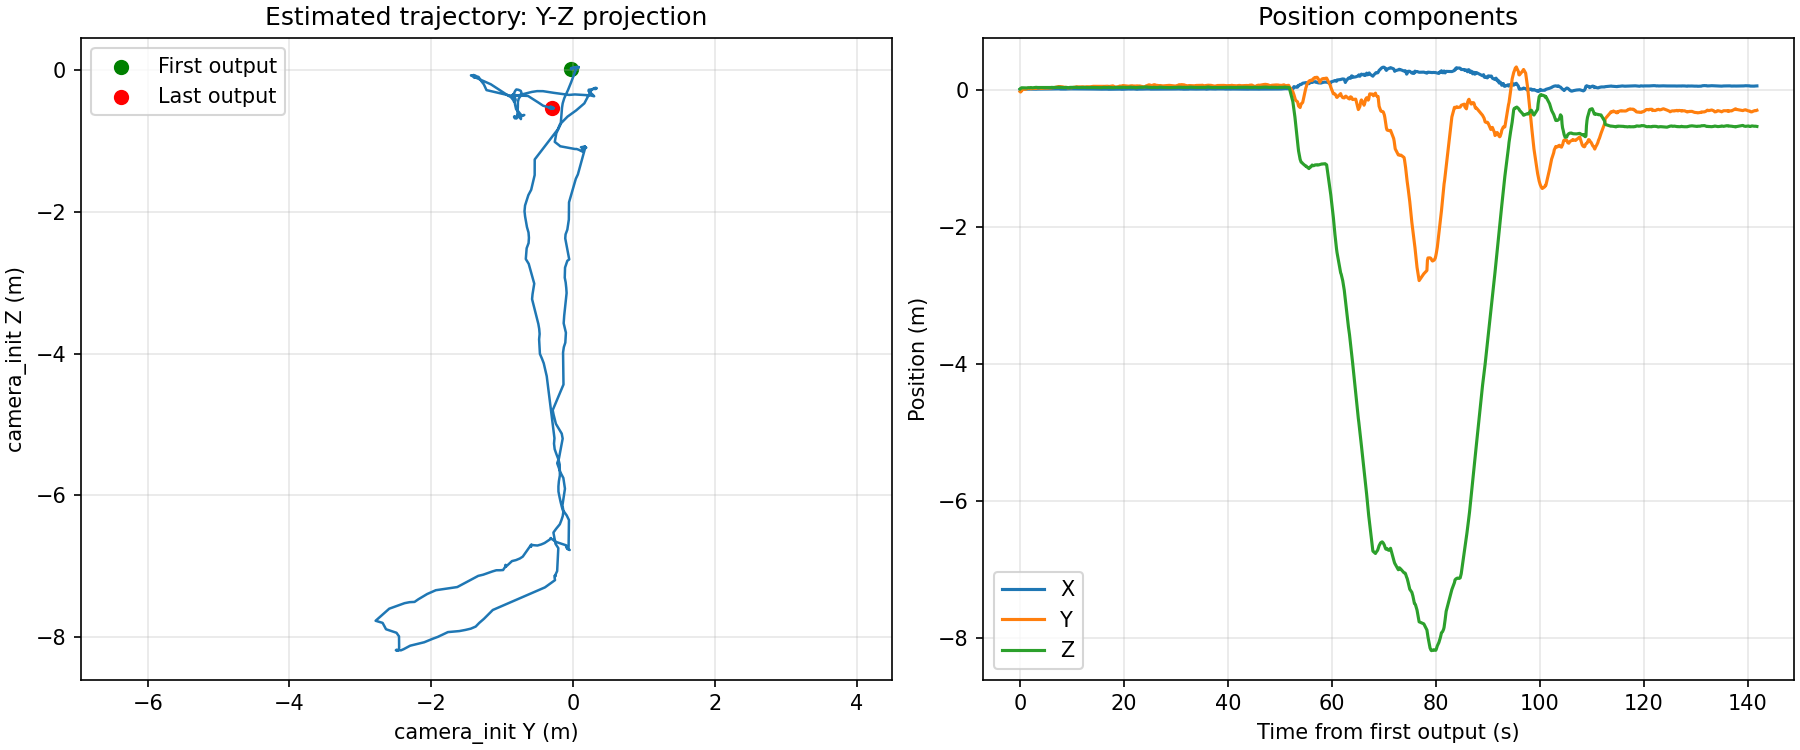 Estimated trajectory: Y-Z projection
First output
Last output
0
−2
−4
−6
−8
camera_init Z (m)
−6
−4
−2
0
2
4
camera_init Y (m)
Position components
0
−2
−4
−6
−8
Position (m)
X
Y
Z
0
20
40
60
80
100
120
140
Time from first output (s)